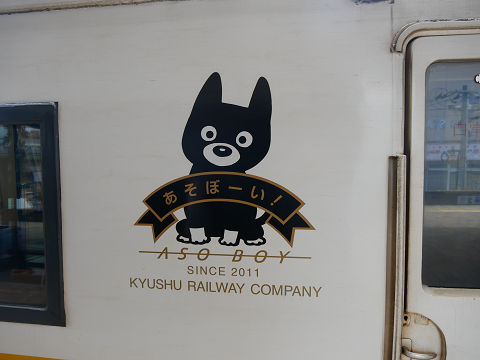 あそぼーい!
ASO BOY
SINCE 2011
KYUSHU RAILWAY COMPANY